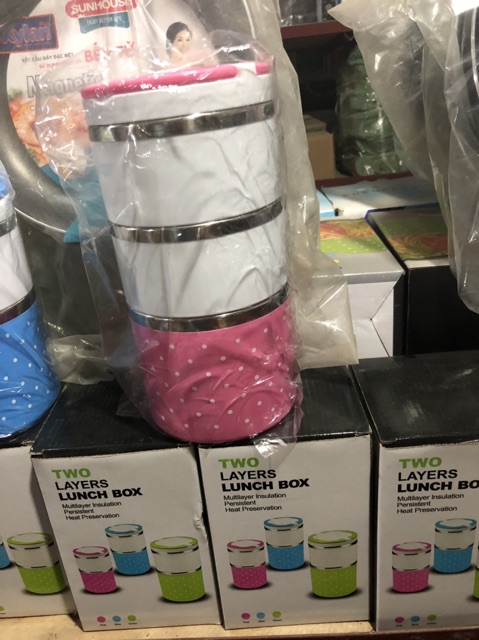 SUNHOUSE
TWO
LAYERS
LUNCH BOX
Multilayer Insulation
Persistent
Heat Preservation
TWO
LAYERS
LUNCH BOX
Multilayer Insulation
Persistent
Heat Preservation
TWO
LAYERS
LUNCH BO
Multilayer Insulation
Persistent
Heat Preservation